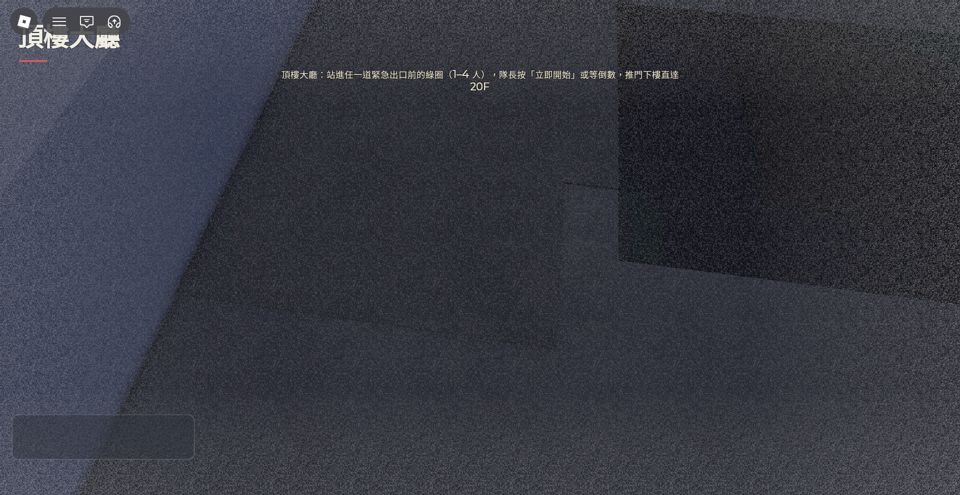 頂樓大廳
頂樓大廳：站進任一道緊急出口前的綠圈（1–4 人），隊長按「立即開始」或等倒數，推門下樓直達
20F